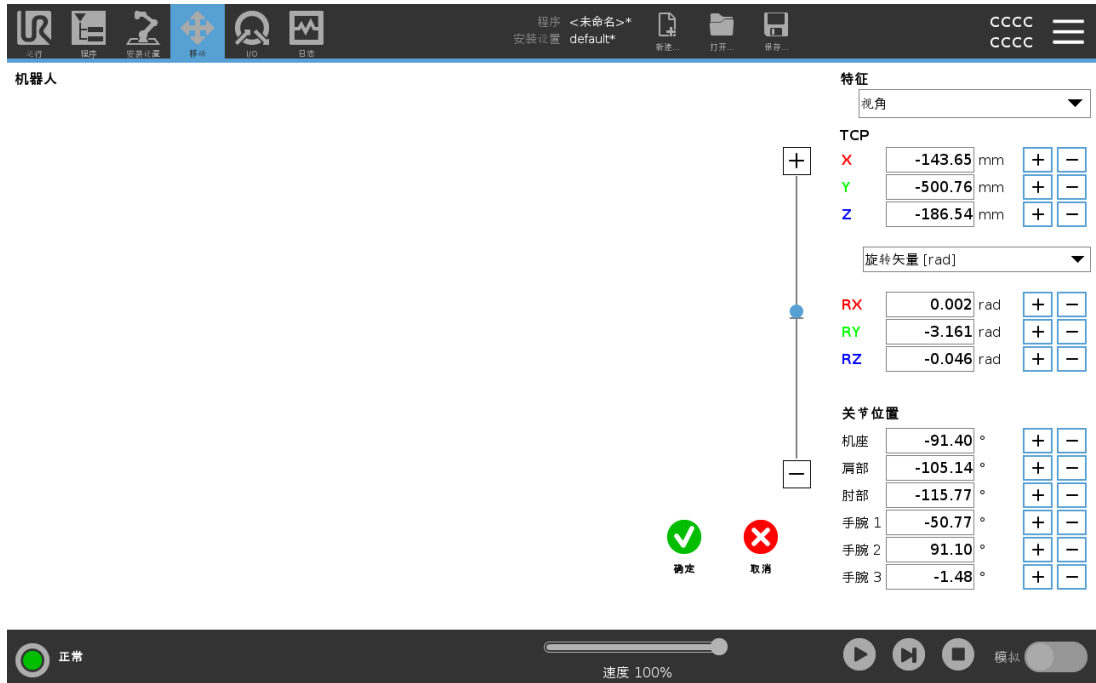 UR
运行
程序
安装设置
移动
I/O
日志
程序 <未命名>*
安装设置 default*
新建...
打开...
保存...
CCCC
CCCC
机器人
特征
视角
TCP
X -143.65 mm + −
Y -500.76 mm + −
Z -186.54 mm + −
旋转矢量 [rad]
RX 0.002 rad + −
RY -3.161 rad + −
RZ -0.046 rad + −
关节位置
机座 -91.40 ° + −
肩部 -105.14 ° + −
肘部 -115.77 ° + −
手腕 1 -50.77 ° + −
手腕 2 91.10 ° + −
手腕 3 -1.48 ° + −
+
−
确定
取消
正常
速度 100%
模拟